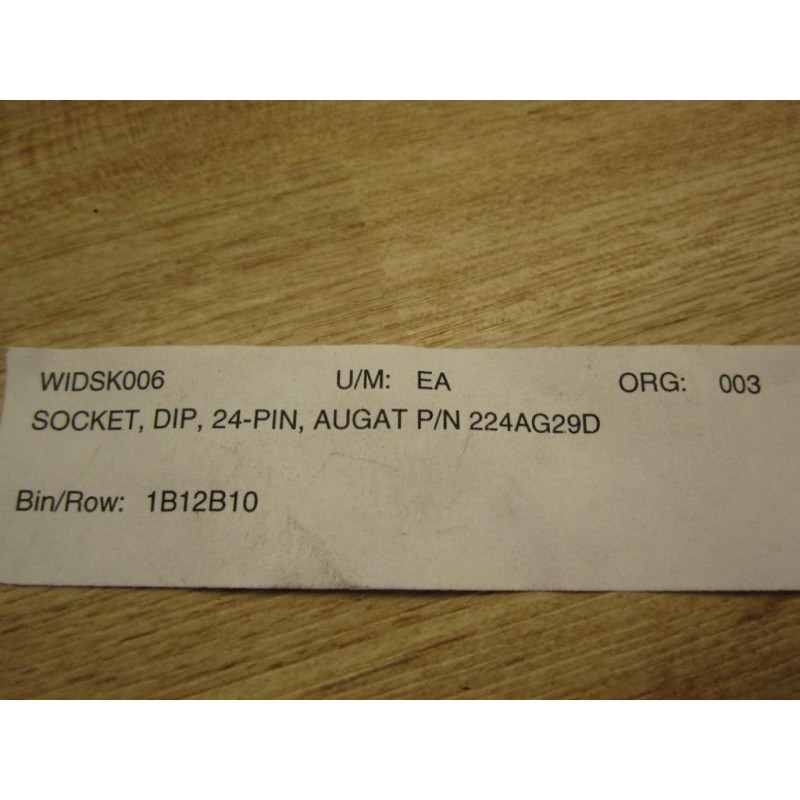 WIDSK006 U/M: EA ORG: 003
SOCKET, DIP, 24-PIN, AUGAT P/N 224AG29D
Bin/Row: 1B12B10